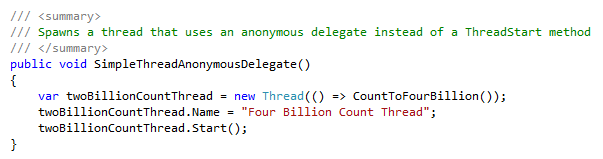 /// <summary>
/// Spawns a thread that uses an anonymous delegate instead of a ThreadStart method
/// </summary>
public void SimpleThreadAnonymousDelegate()
{
    var twoBillionCountThread = new Thread(() => CountToFourBillion());
    twoBillionCountThread.Name = "Four Billion Count Thread";
    twoBillionCountThread.Start();
}